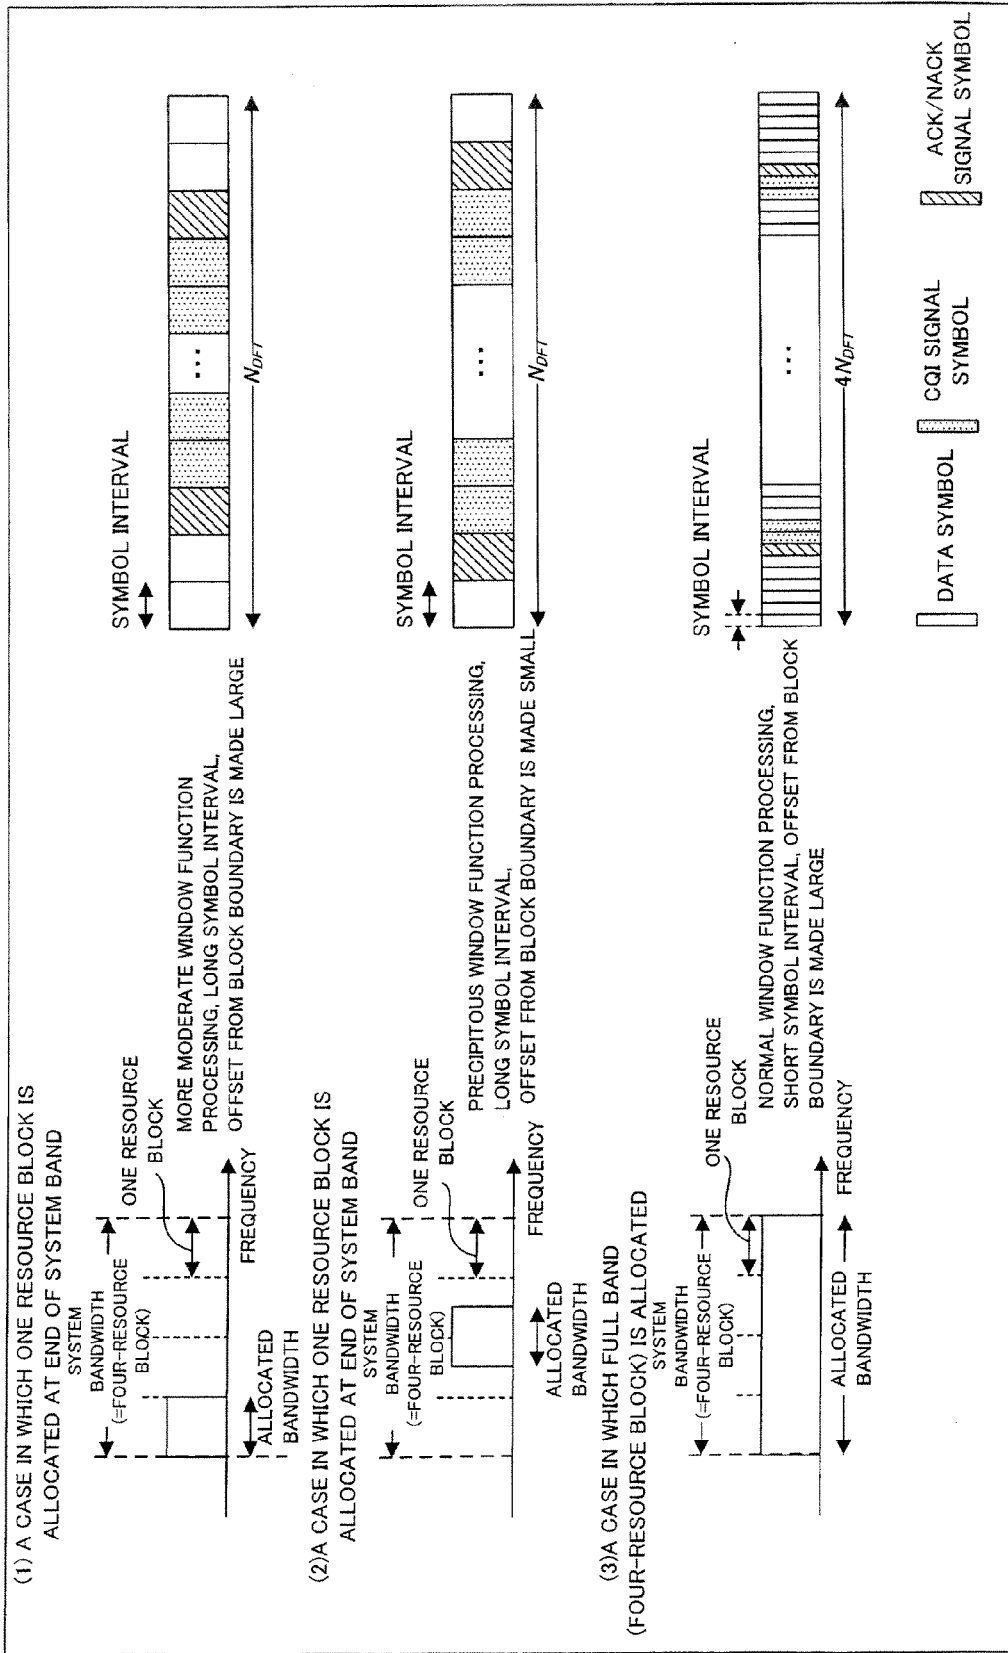 (1) A CASE IN WHICH ONE RESOURCE BLOCK IS
ALLOCATED AT END OF SYSTEM BAND
SYSTEM
BANDWIDTH
(=FOUR-RESOURCE
BLOCK)
ONE RESOURCE
BLOCK
FREQUENCY
ALLOCATED
BANDWIDTH
MORE MODERATE WINDOW FUNCTION
PROCESSING, LONG SYMBOL INTERVAL,
OFFSET FROM BLOCK BOUNDARY IS MADE LARGE
SYMBOL INTERVAL
...
NDFT
(2)A CASE IN WHICH ONE RESOURCE BLOCK IS
ALLOCATED AT END OF SYSTEM BAND
SYSTEM
BANDWIDTH
(=FOUR-RESOURCE
BLOCK)
ONE RESOURCE
BLOCK
FREQUENCY
ALLOCATED
BANDWIDTH
PRECIPITOUS WINDOW FUNCTION PROCESSING,
LONG SYMBOL INTERVAL,
OFFSET FROM BLOCK BOUNDARY IS MADE SMALL
SYMBOL INTERVAL
...
NDFT
(3)A CASE IN WHICH FULL BAND
(FOUR-RESOURCE BLOCK) IS ALLOCATED
SYSTEM
BANDWIDTH
(=FOUR-RESOURCE
BLOCK)
ONE RESOURCE
BLOCK
FREQUENCY
ALLOCATED
BANDWIDTH
NORMAL WINDOW FUNCTION PROCESSING,
SHORT SYMBOL INTERVAL, OFFSET FROM BLOCK
BOUNDARY IS MADE LARGE
SYMBOL INTERVAL
...
4NDFT
DATA SYMBOL
CQI SIGNAL
SYMBOL
ACK/NACK
SIGNAL SYMBOL